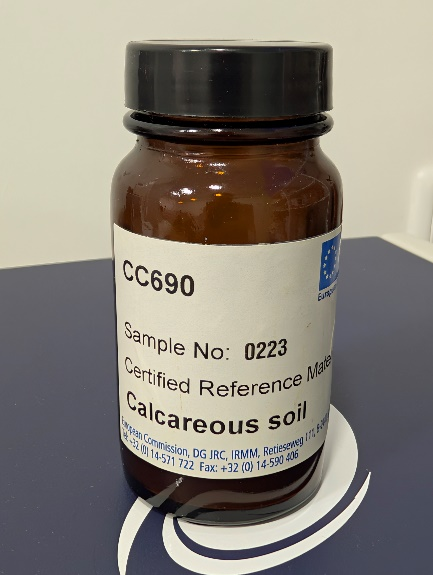 CC690
Sample No: 0223
Certified Reference
Calcareous soil
European Commission, DG JRC, IRMM, Retieseweg 111,
Tel: +32 (0) 14-571 722 Fax: +32 (0) 14-590 406